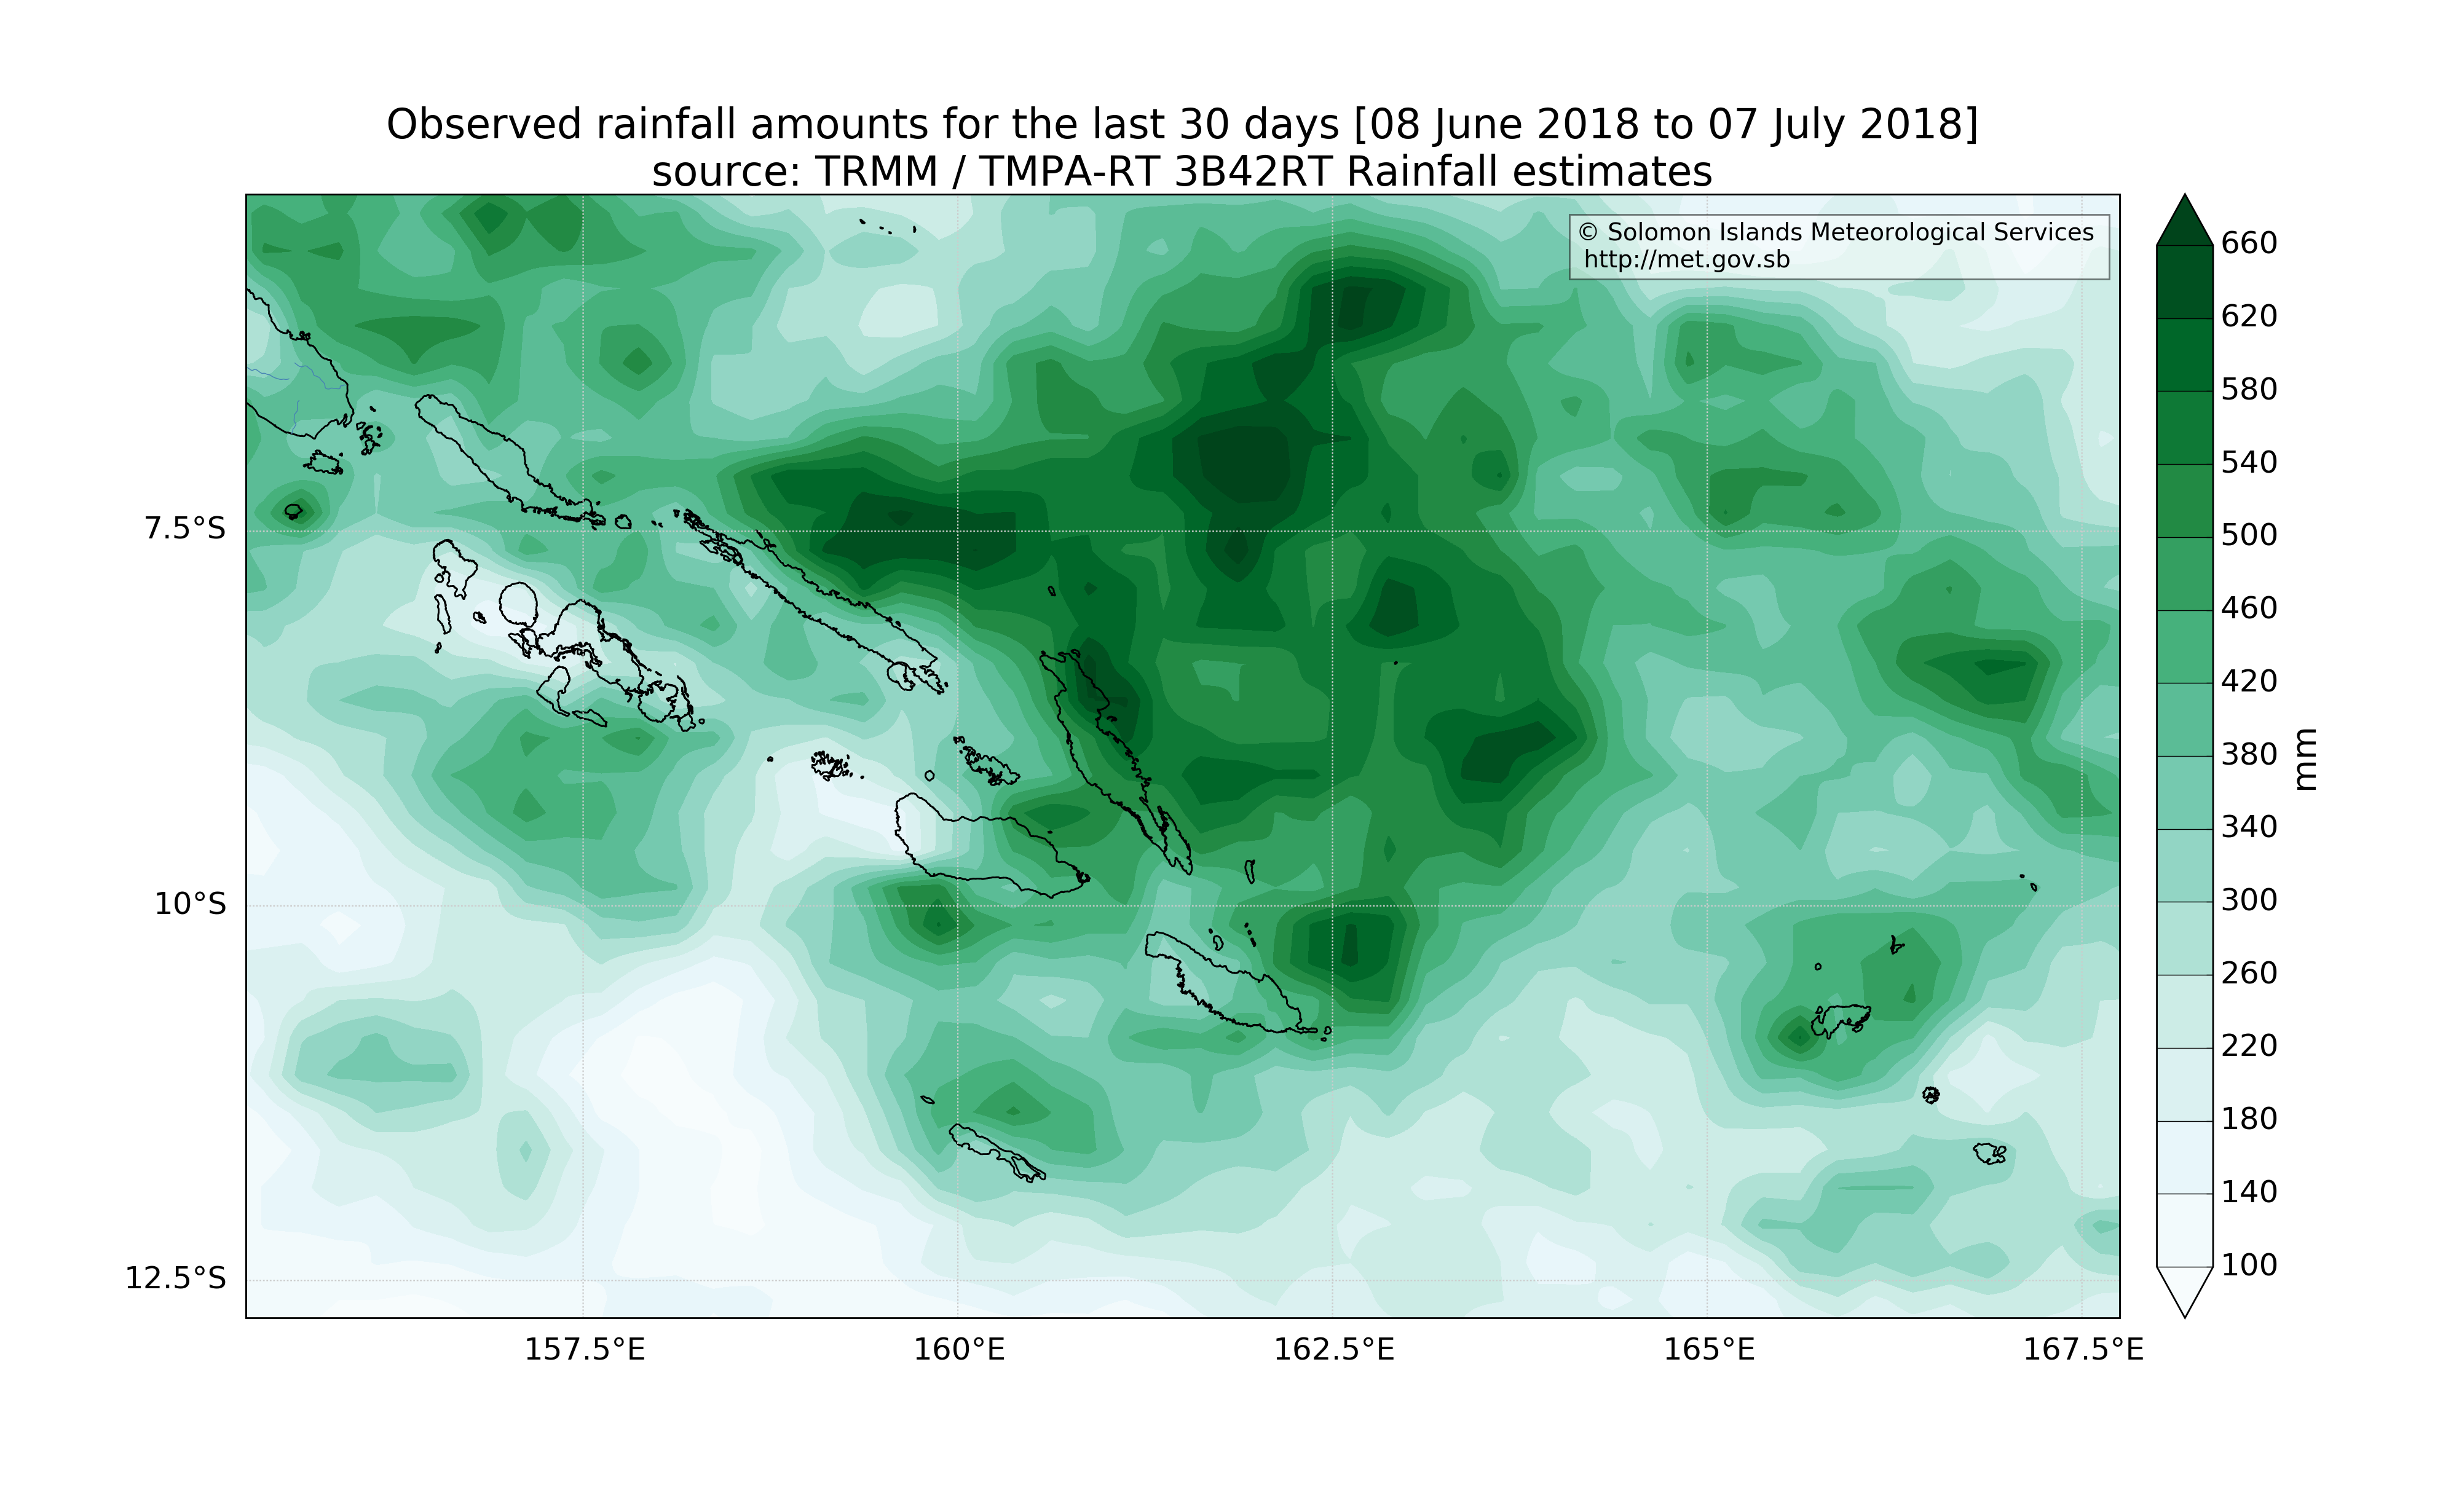 Observed rainfall amounts for the last 30 days [08 June 2018 to 07 July 2018]
source: TRMM / TMPA-RT 3B42RT Rainfall estimates
© Solomon Islands Meteorological Services
http://met.gov.sb
7.5°S
10°S
12.5°S
157.5°E
160°E
162.5°E
165°E
167.5°E
660
620
580
540
500
460
420
380
340
300
260
220
180
140
100
mm